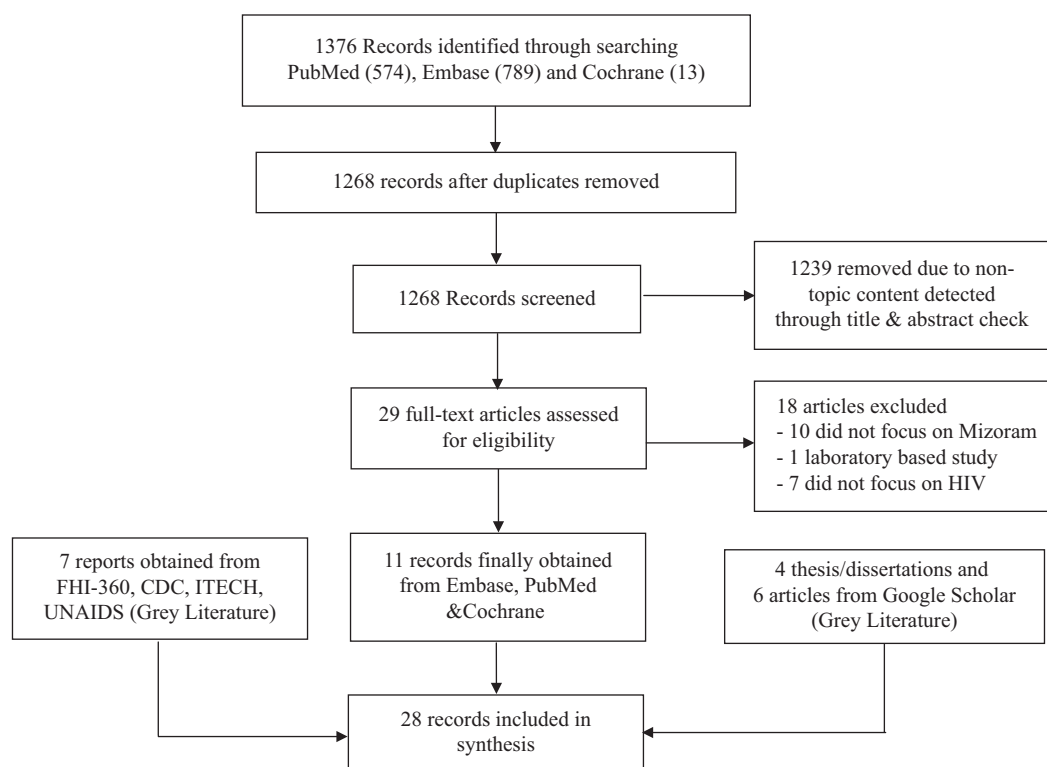 1376 Records identified through searching
PubMed (574), Embase (789) and Cochrane (13)
1268 records after duplicates removed
1268 Records screened
1239 removed due to non-
topic content detected
through title & abstract check
29 full-text articles assessed
for eligibility
18 articles excluded
- 10 did not focus on Mizoram
- 1 laboratory based study
- 7 did not focus on HIV
7 reports obtained from
FHI-360, CDC, ITECH,
UNAIDS (Grey Literature)
11 records finally obtained
from Embase, PubMed
&Cochrane
4 thesis/dissertations and
6 articles from Google Scholar
(Grey Literature)
28 records included in
synthesis